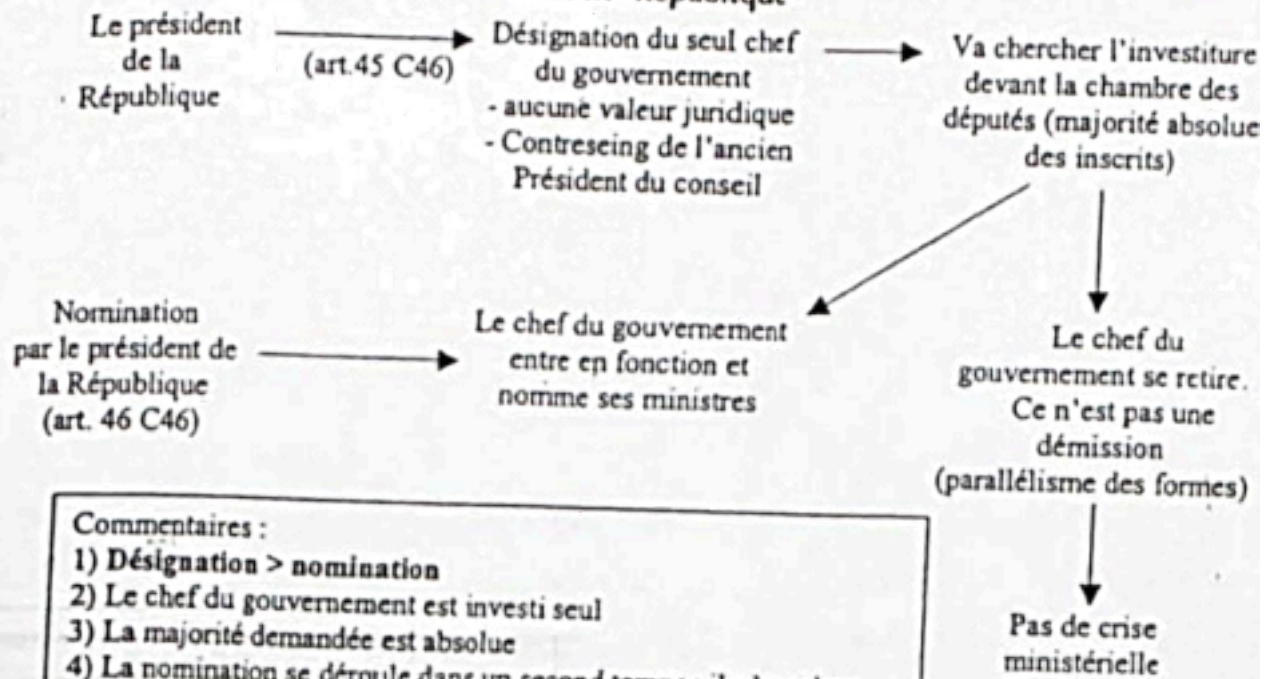 République
Le président
de la
République
(art.45 C46)
Désignation du seul chef
du gouvernement
- aucune valeur juridique
- Contreseing de l'ancien
Président du conseil
Va chercher l'investiture
devant la chambre des
députés (majorité absolue
des inscrits)
Nomination
par le président de
la République
(art. 46 C46)
Le chef du gouvernement
entre en fonction et
nomme ses ministres
Le chef du
gouvernement se retire.
Ce n'est pas une
démission
(parallélisme des formes)
Pas de crise
ministérielle
Commentaires :
1) Désignation > nomination
2) Le chef du gouvernement est investi seul
3) La majorité demandée est absolue
4) La nomination se déroule dans un second temps